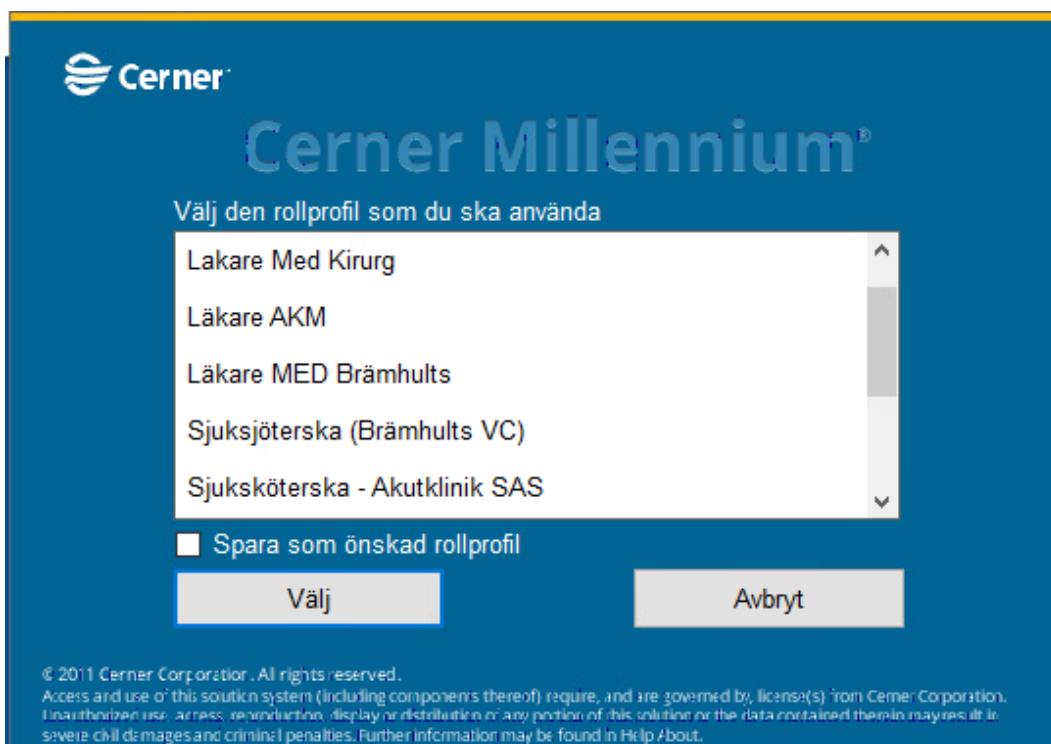 Cerner
Cerner Millennium®
Välj den rollprofil som du ska använda
Lakare Med Kirurg
Läkare AKM
Läkare MED Brämhults
Sjuksjöterska (Brämhults VC)
Sjuksköterska - Akutklinik SAS
Spara som önskad rollprofil
Välj
Avbryt
© 2011 Cerner Corporation. All rights reserved.
Access and use of this solution system (including components thereof) require, and are governed by, license(s) from Cerner Corporation.
Unauthorized use, access, reproduction, display or distribution of any portion of this solution or the data contained therein may result in
severe civil damages and criminal penalties. Further information may be found in Help About.